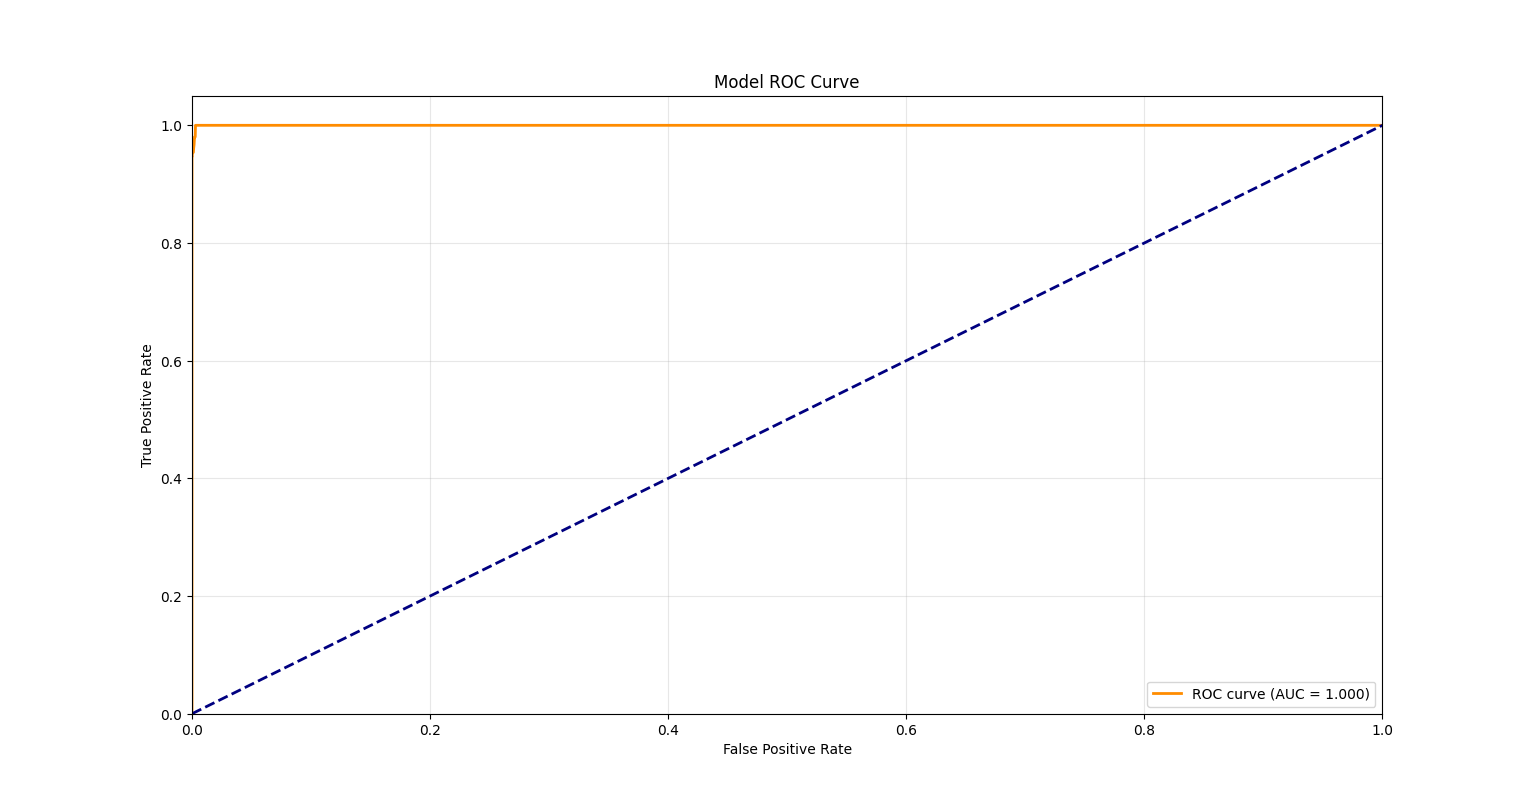 Model ROC Curve
True Positive Rate
1.0
0.8
0.6
0.4
0.2
0.0
0.0 0.2 0.4 0.6 0.8 1.0
False Positive Rate
ROC curve (AUC = 1.000)